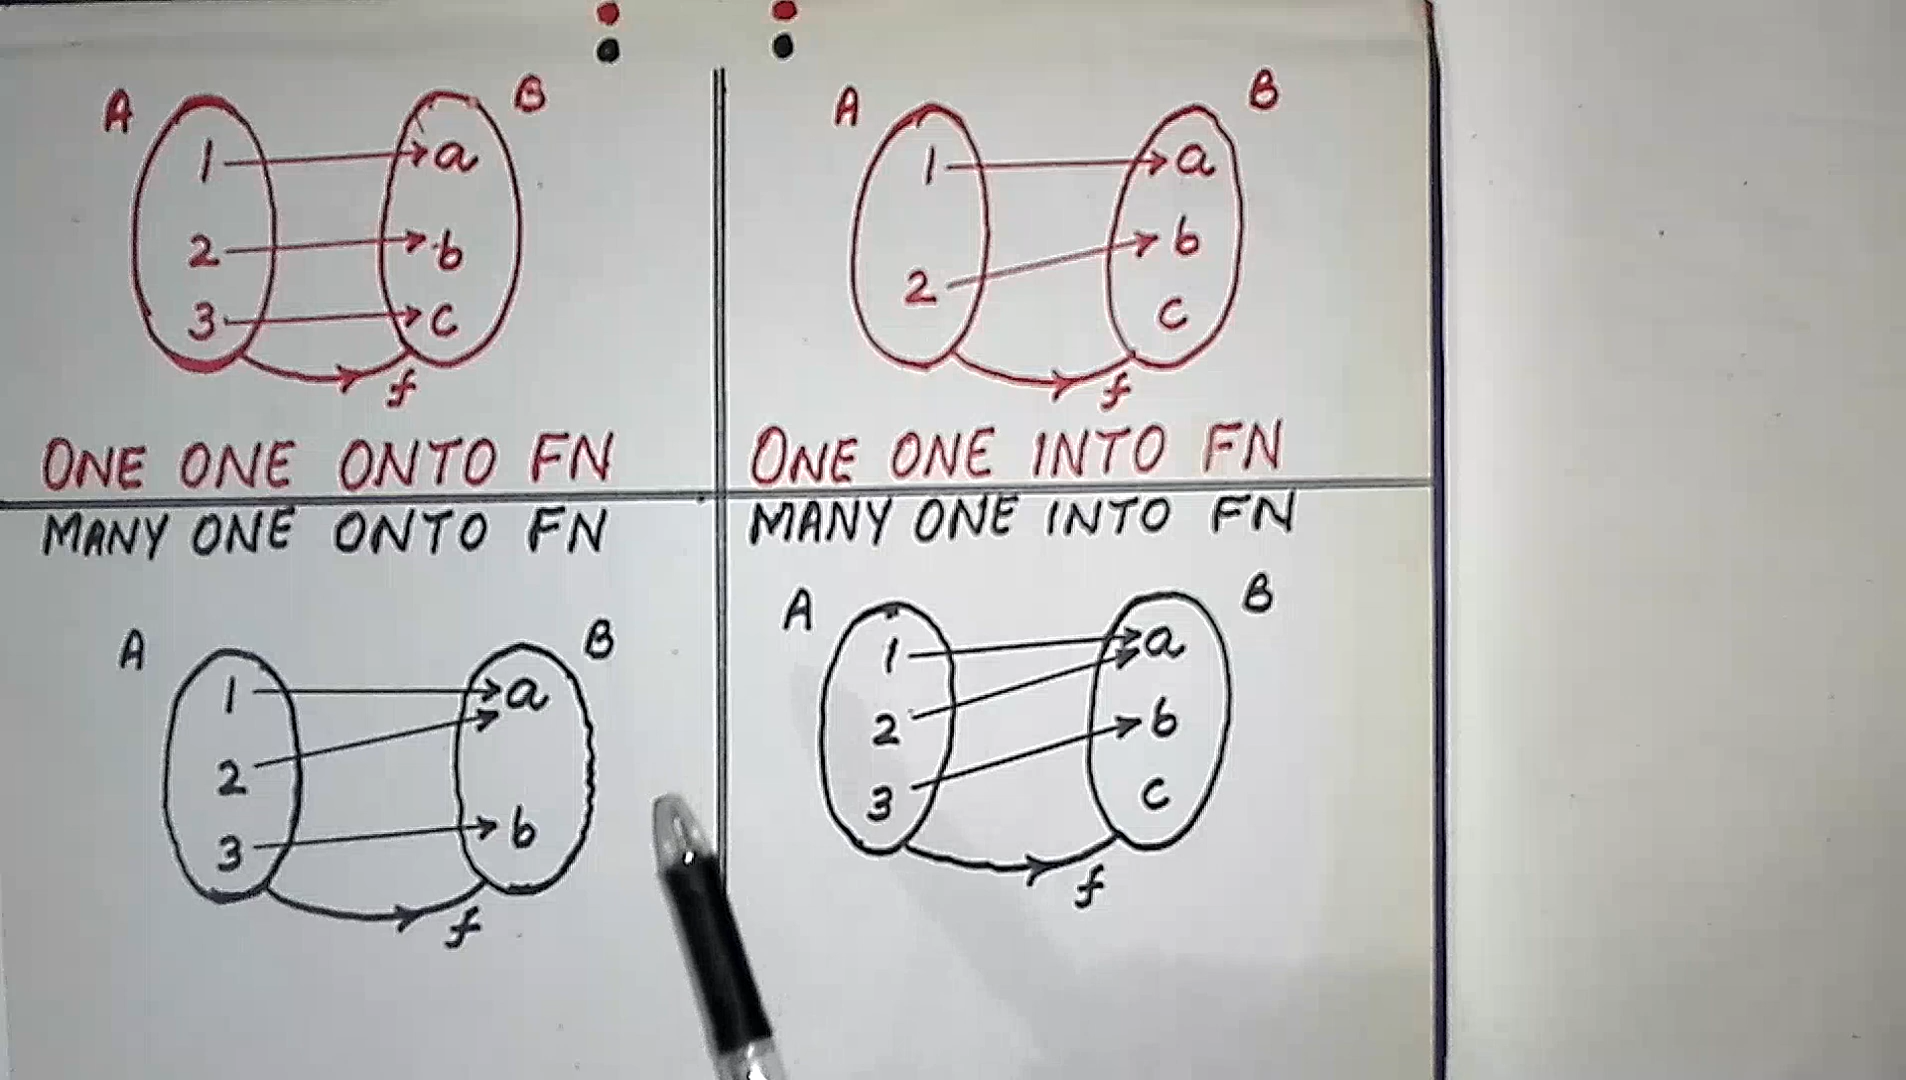 A B
1 a
2 b
3 c
f
ONE ONE ONTO FN
A B
1 a
2 b
c
f
ONE ONE INTO FN
MANY ONE ONTO FN
A B
1 a
2
3 b
f
MANY ONE INTO FN
A B
1 a
2 b
3 c
f